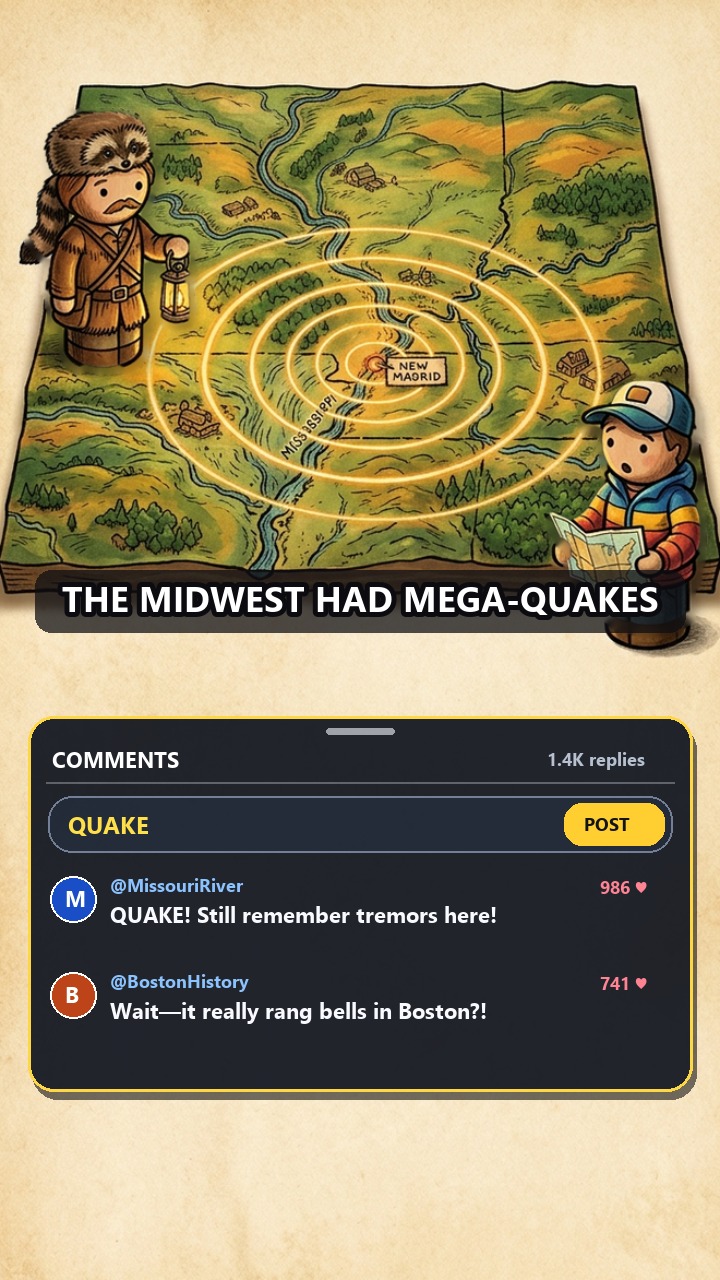 NEW
MADRID
MISSISSIPPI
THE MIDWEST HAD MEGA-QUAKES
COMMENTS
1.4K replies
QUAKE
POST
M
@MissouriRiver
986 ♥
QUAKE! Still remember tremors here!
B
@BostonHistory
741 ♥
Wait—it really rang bells in Boston?!